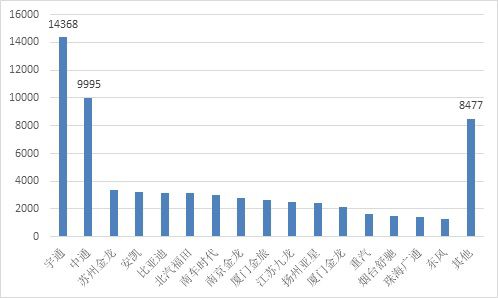 16000
14000
12000
10000
8000
6000
4000
2000
0
14368
9995
8477
宇通
中通
苏州金龙
安凯
比亚迪
北汽福田
南车时代
南京金龙
厦门金旅
江苏九龙
扬州亚星
厦门金龙
重汽
烟台舒驰
珠海广通
东风
其他